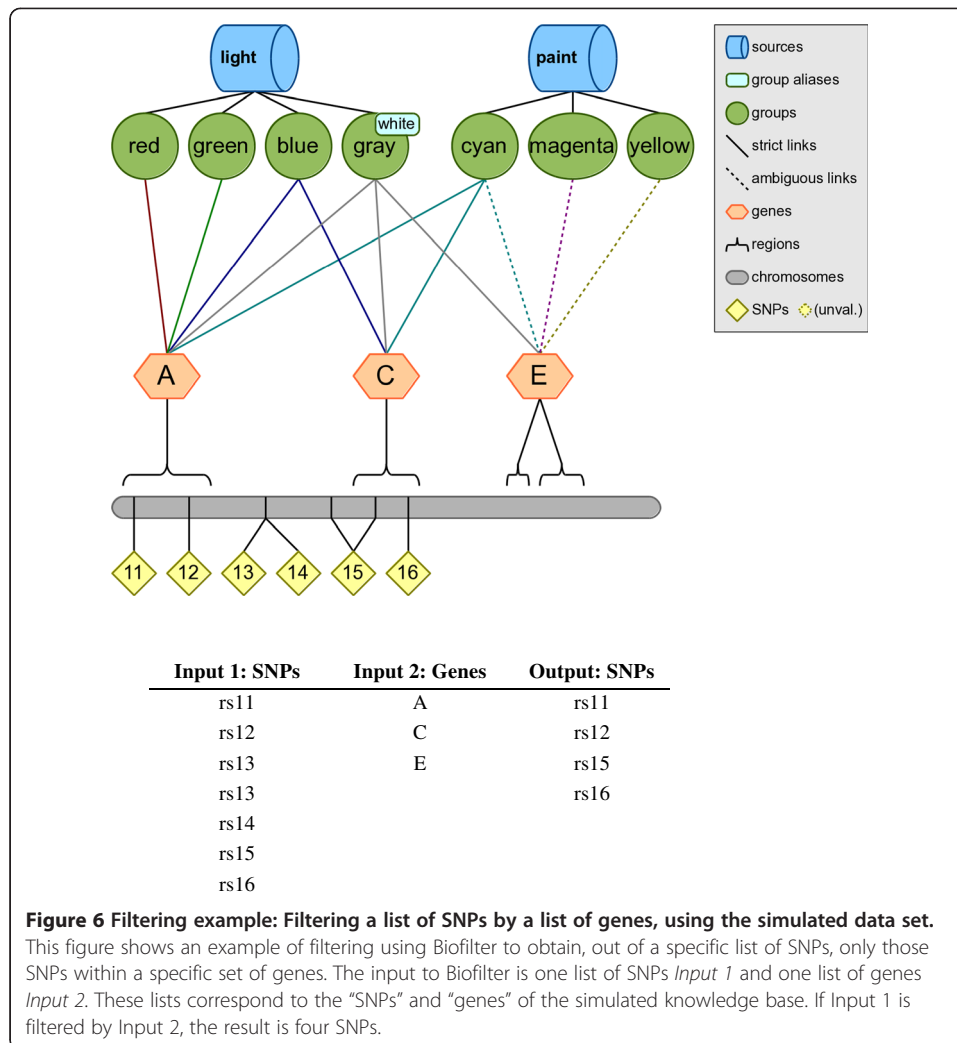 light
paint
sources
group aliases
groups
strict links
ambiguous links
genes
regions
chromosomes
SNPs (unval.)
white
red green blue gray cyan magenta yellow
A C E
11 12 13 14 15 16
Input 1: SNPs Input 2: Genes Output: SNPs
rs11 A rs11
rs12 C rs12
rs13 E rs15
rs13 rs16
rs14
rs15
rs16
Figure 6 Filtering example: Filtering a list of SNPs by a list of genes, using the simulated data set.
This figure shows an example of filtering using Biofilter to obtain, out of a specific list of SNPs, only those
SNPs within a specific set of genes. The input to Biofilter is one list of SNPs Input 1 and one list of genes
Input 2. These lists correspond to the “SNPs” and “genes” of the simulated knowledge base. If Input 1 is
filtered by Input 2, the result is four SNPs.